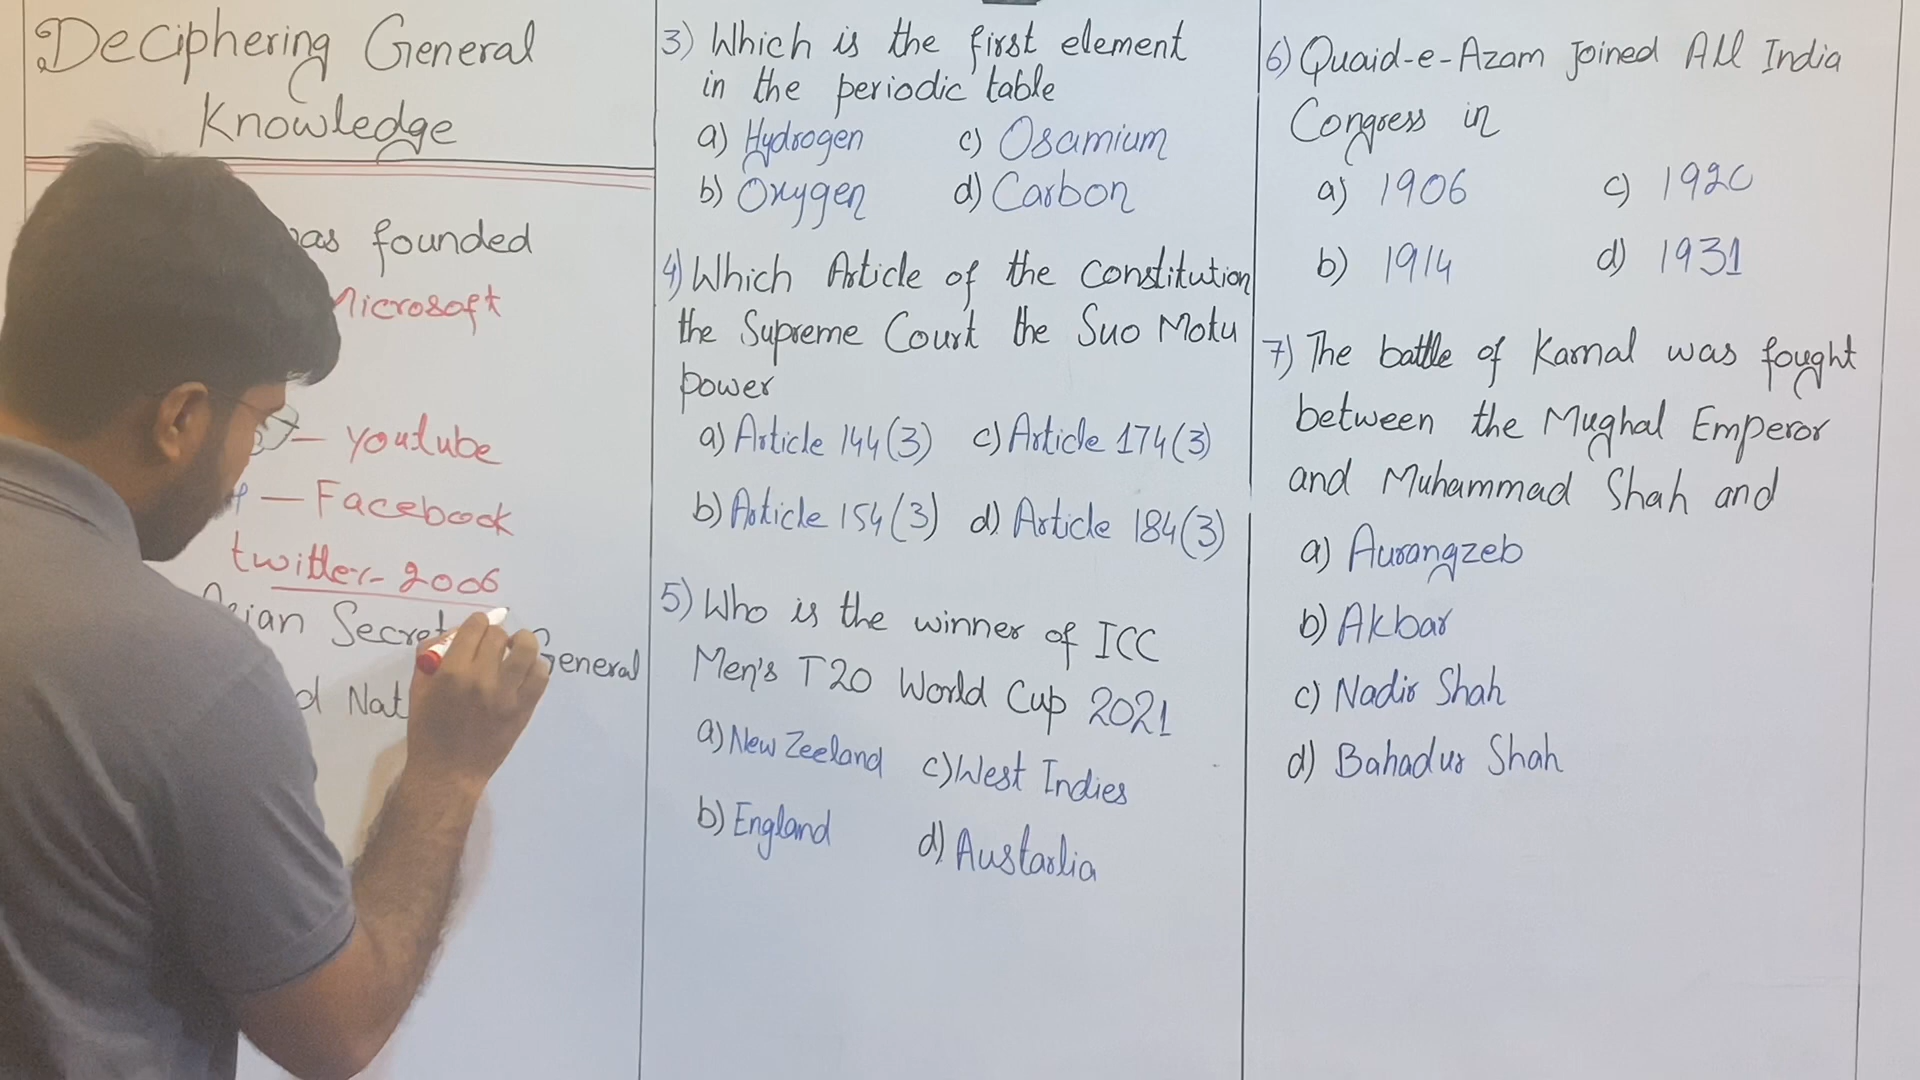 Deciphering General
Knowledge
as founded
Microsoft
— youtube
— Facebook
twitter - 2006
Secret General
3) Which is the first element
in the periodic table
a) Hydrogen c) Osamium
b) Oxygen d) Carbon
4) Which Article of the Constitution
the Supreme Court the Suo Motu
power
a) Article 144(3) c) Article 174(3)
b) Article 154(3) d) Article 184(3)
5) Who is the winner of ICC
Men's T20 World Cup 2021
a) New Zeeland c) West Indies
b) England d) Austarlia
6) Quaid-e-Azam Joined All India
Congress in
a) 1906 c) 1920
b) 1914 d) 1931
7) The battle of Karnal was fought
between the Mughal Emperor
and Muhammad Shah and
a) Aurangzeb
b) Akbar
c) Nadir Shah
d) Bahadur Shah